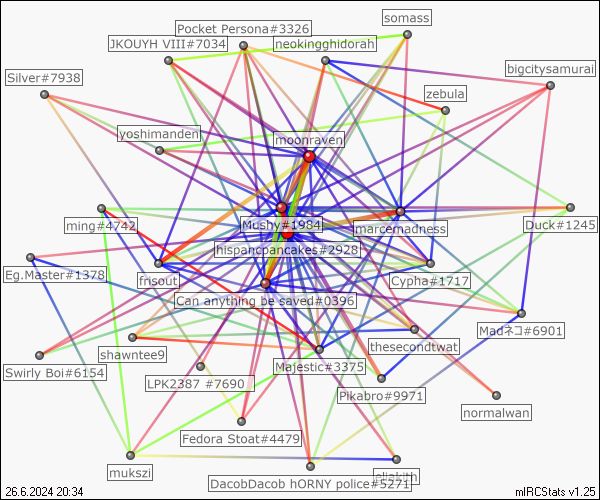 somass
Pocket Persona#3326
JKOUYH VIII#7034
neokingghidorah
bigcitysamurai
Silver#7938
zebula
yoshimanden
moonraven
ming#4742
Mushy#1984
marcemadness
Duck#1245
hispancpancakes#2928
Eg.Master#1378
frisout
Cypha#1717
Can anything be saved#0396
Madネコ#6901
shawntee9
thesecondtwat
Swirly Boi#6154
Majestic#3375
LPK2387 #7690
Pikabro#9971
normalwan
Fedora Stoat#4479
mukszi
DacobDacob hORNY police#5271
26.6.2024 20:34
mIRCStats v1.25